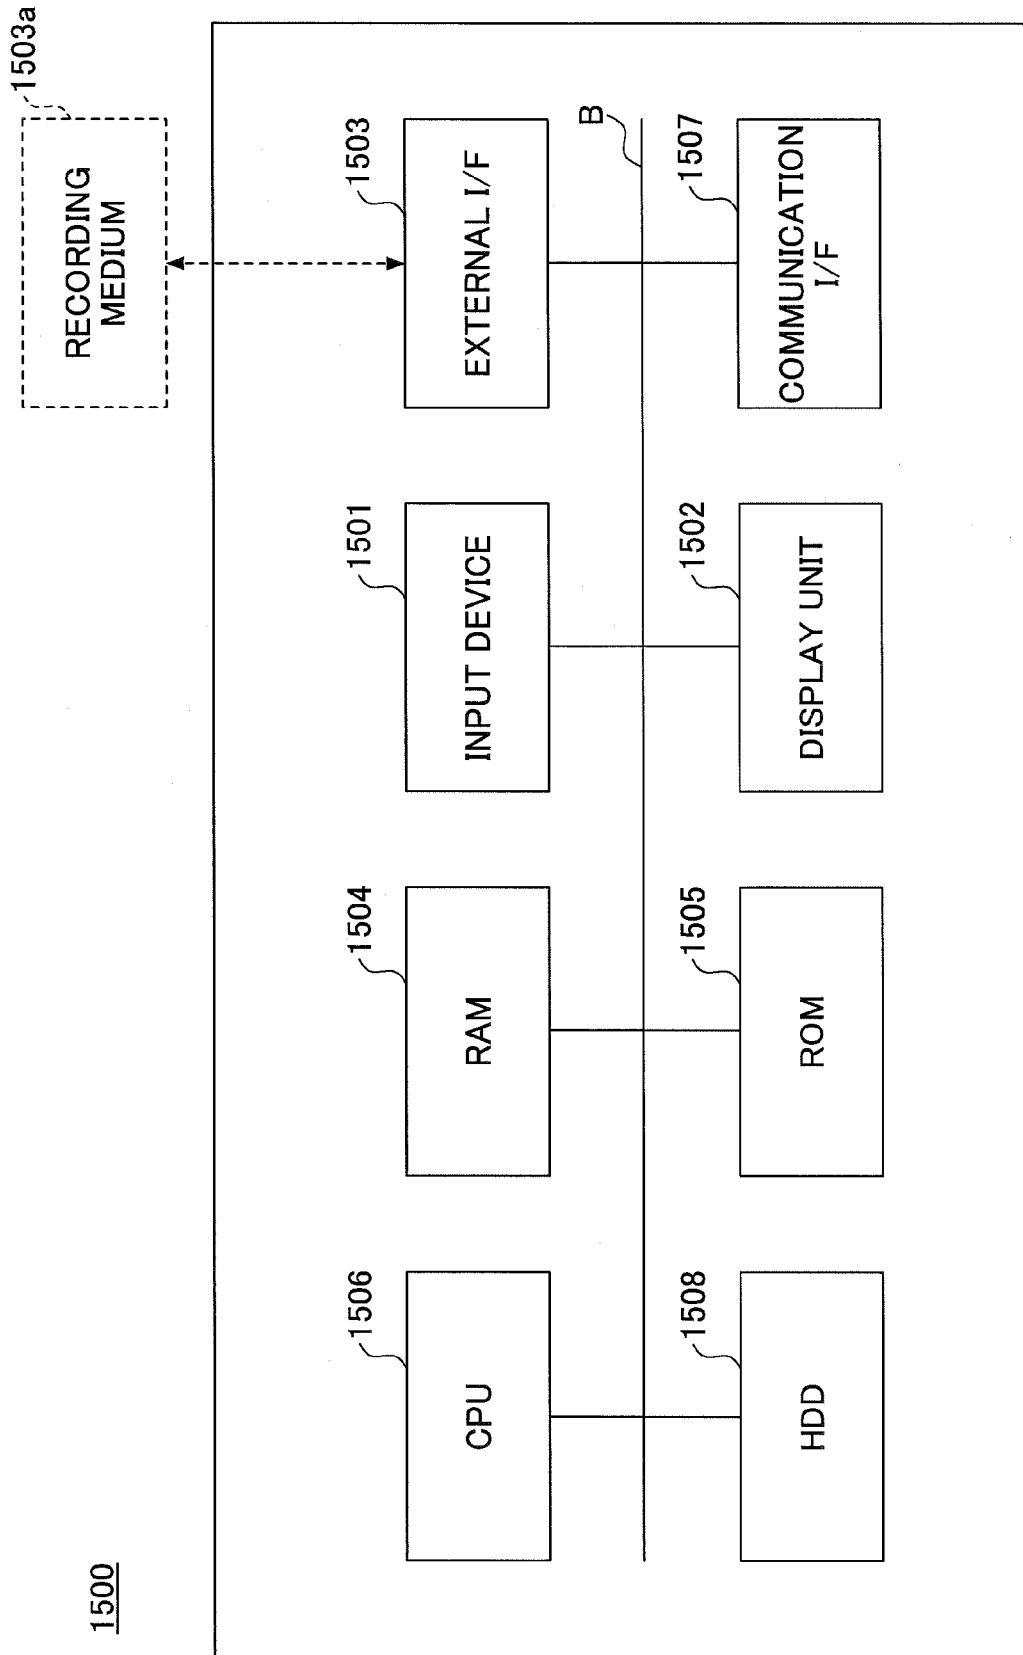 1500
1503a
RECORDING
MEDIUM
1506
CPU
1504
RAM
1501
INPUT DEVICE
1503
EXTERNAL I/F
B
1508
HDD
1505
ROM
1502
DISPLAY UNIT
1507
COMMUNICATION
I/F